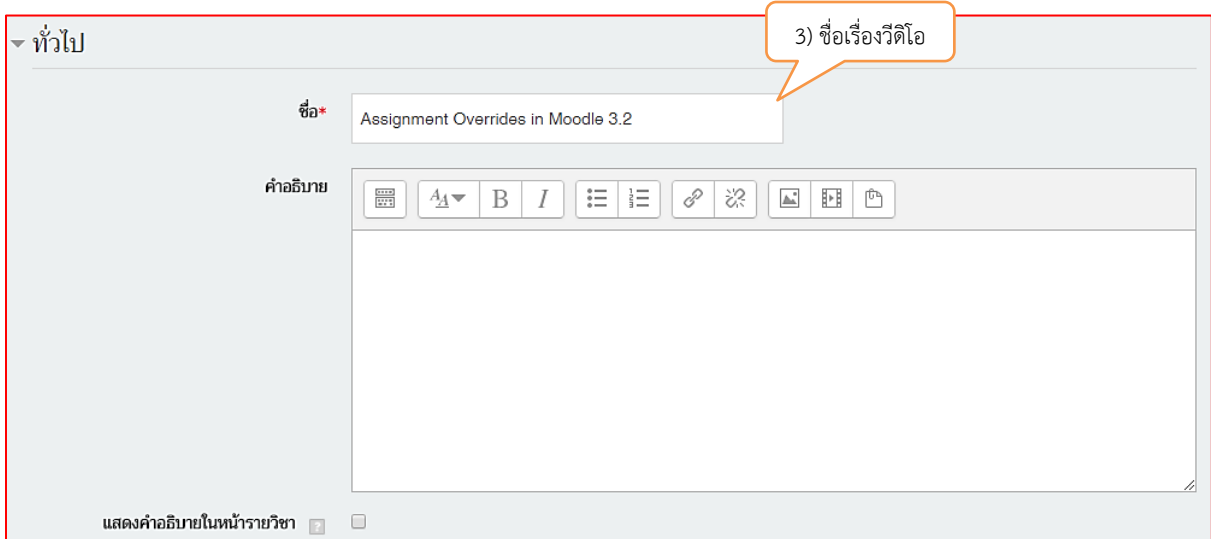 3) ชื่อเรื่องวีดิโอ
ทั่วไป
ชื่อ*
Assignment Overrides in Moodle 3.2
คำอธิบาย
B I
แสดงคำอธิบายในหน้ารายวิชา ?